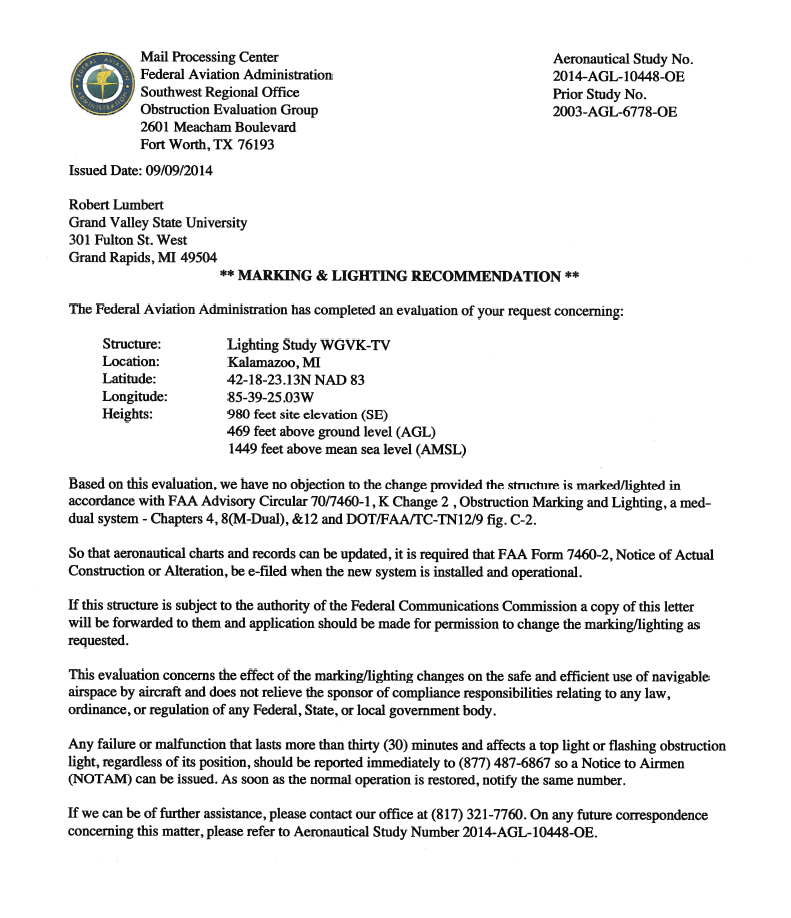 FEDERAL AVIATION
ADMINISTRATION
Mail Processing Center
Federal Aviation Administration
Southwest Regional Office
Obstruction Evaluation Group
2601 Meacham Boulevard
Fort Worth, TX 76193
Aeronautical Study No.
2014-AGL-10448-OE
Prior Study No.
2003-AGL-6778-OE
Issued Date: 09/09/2014
Robert Lumbert
Grand Valley State University
301 Fulton St. West
Grand Rapids, MI 49504
** MARKING & LIGHTING RECOMMENDATION **
The Federal Aviation Administration has completed an evaluation of your request concerning:
Structure: Lighting Study WGVK-TV
Location: Kalamazoo, MI
Latitude: 42-18-23.13N NAD 83
Longitude: 85-39-25.03W
Heights: 980 feet site elevation (SE)
469 feet above ground level (AGL)
1449 feet above mean sea level (AMSL)
Based on this evaluation, we have no objection to the change provided the structure is marked/lighted in
accordance with FAA Advisory Circular 70/7460-1, K Change 2 , Obstruction Marking and Lighting, a med-
dual system - Chapters 4, 8(M-Dual), &12 and DOT/FAA/TC-TN12/9 fig. C-2.
So that aeronautical charts and records can be updated, it is required that FAA Form 7460-2, Notice of Actual
Construction or Alteration, be e-filed when the new system is installed and operational.
If this structure is subject to the authority of the Federal Communications Commission a copy of this letter
will be forwarded to them and application should be made for permission to change the marking/lighting as
requested.
This evaluation concerns the effect of the marking/lighting changes on the safe and efficient use of navigable
airspace by aircraft and does not relieve the sponsor of compliance responsibilities relating to any law,
ordinance, or regulation of any Federal, State, or local government body.
Any failure or malfunction that lasts more than thirty (30) minutes and affects a top light or flashing obstruction
light, regardless of its position, should be reported immediately to (877) 487-6867 so a Notice to Airmen
(NOTAM) can be issued. As soon as the normal operation is restored, notify the same number.
If we can be of further assistance, please contact our office at (817) 321-7760. On any future correspondence
concerning this matter, please refer to Aeronautical Study Number 2014-AGL-10448-OE.